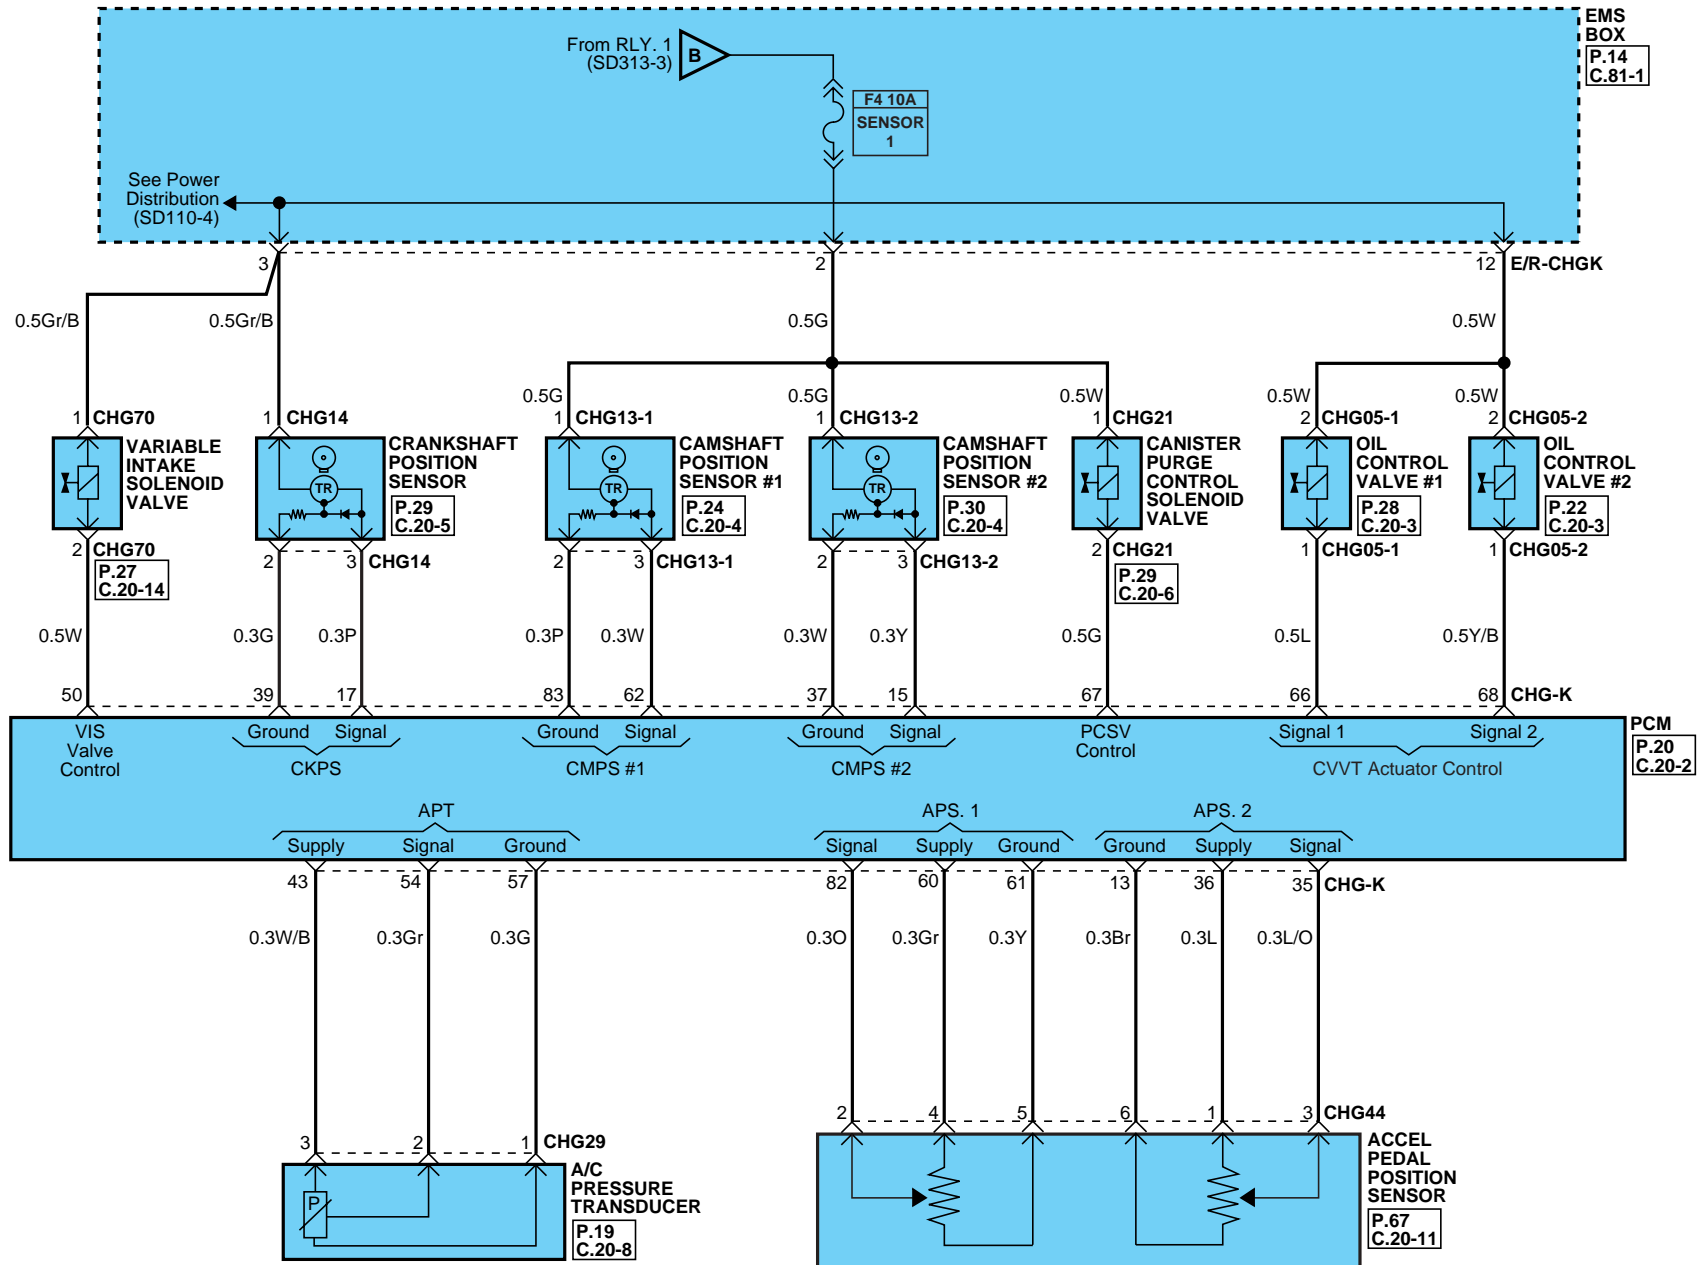 EMS
BOX
P.14
C.81-1
From RLY. 1
(SD313-3)
B
F4 10A
SENSOR
1
See Power
Distribution
(SD110-4)
3
2
12
E/R-CHGK
0.5Gr/B
0.5Gr/B
0.5G
0.5W
0.5G
0.5G
0.5W
0.5W
0.5W
1 CHG70
1 CHG14
1 CHG13-1
1 CHG13-2
1 CHG21
2 CHG05-1
2 CHG05-2
VARIABLE
INTAKE
SOLENOID
VALVE
TR
CRANKSHAFT
POSITION
SENSOR
P.29
C.20-5
TR
CAMSHAFT
POSITION
SENSOR #1
P.24
C.20-4
TR
CAMSHAFT
POSITION
SENSOR #2
P.30
C.20-4
CANISTER
PURGE
CONTROL
SOLENOID
VALVE
OIL
CONTROL
VALVE #1
P.28
C.20-3
OIL
CONTROL
VALVE #2
P.22
C.20-3
2 CHG70
P.27
C.20-14
2
3 CHG14
2
3 CHG13-1
2
3 CHG13-2
2 CHG21
P.29
C.20-6
1 CHG05-1
1 CHG05-2
0.5W
0.3G
0.3P
0.3P
0.3W
0.3W
0.3Y
0.5G
0.5L
0.5Y/B
50
39
17
83
62
37
15
67
66
68
CHG-K
VIS
Valve
Control
Ground
Signal
CKPS
Ground
Signal
CMPS #1
Ground
Signal
CMPS #2
PCSV
Control
Signal 1
Signal 2
CVVT Actuator Control
PCM
P.20
C.20-2
APT
Supply
Signal
Ground
APS. 1
Signal
Supply
Ground
APS. 2
Ground
Supply
Signal
43
54
57
82
60
61
13
36
35
CHG-K
0.3W/B
0.3Gr
0.3G
0.3O
0.3Gr
0.3Y
0.3Br
0.3L
0.3L/O
2
4
5
6
1
3
CHG44
3
2
1
CHG29
P
A/C
PRESSURE
TRANSDUCER
P.19
C.20-8
ACCEL
PEDAL
POSITION
SENSOR
P.67
C.20-11